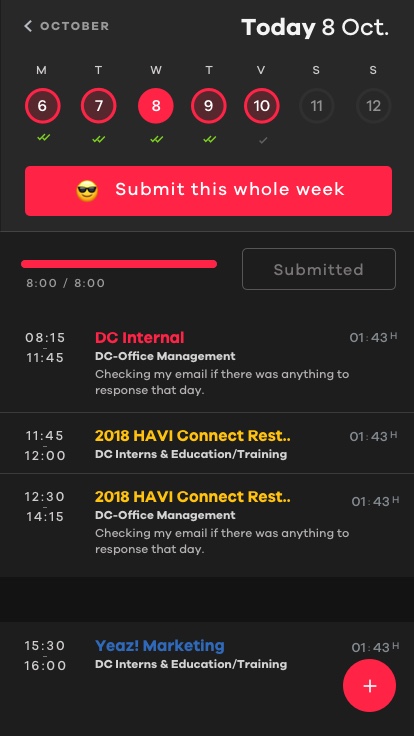 OCTOBER
Today 8 Oct.
M T W T V S S
6 7 8 9 10 11 12
Submit this whole week
8:00 / 8:00
Submitted
08:15 - 11:45
DC Internal
01:43 H
DC-Office Management
Checking my email if there was anything to
response that day.
11:45 - 12:00
2018 HAVI Connect Rest..
01:43 H
DC Interns & Education/Training
12:30 - 14:15
2018 HAVI Connect Rest..
01:43 H
DC-Office Management
Checking my email if there was anything to
response that day.
15:30 - 16:00
Yeaz! Marketing
01:43 H
DC Interns & Education/Training
+